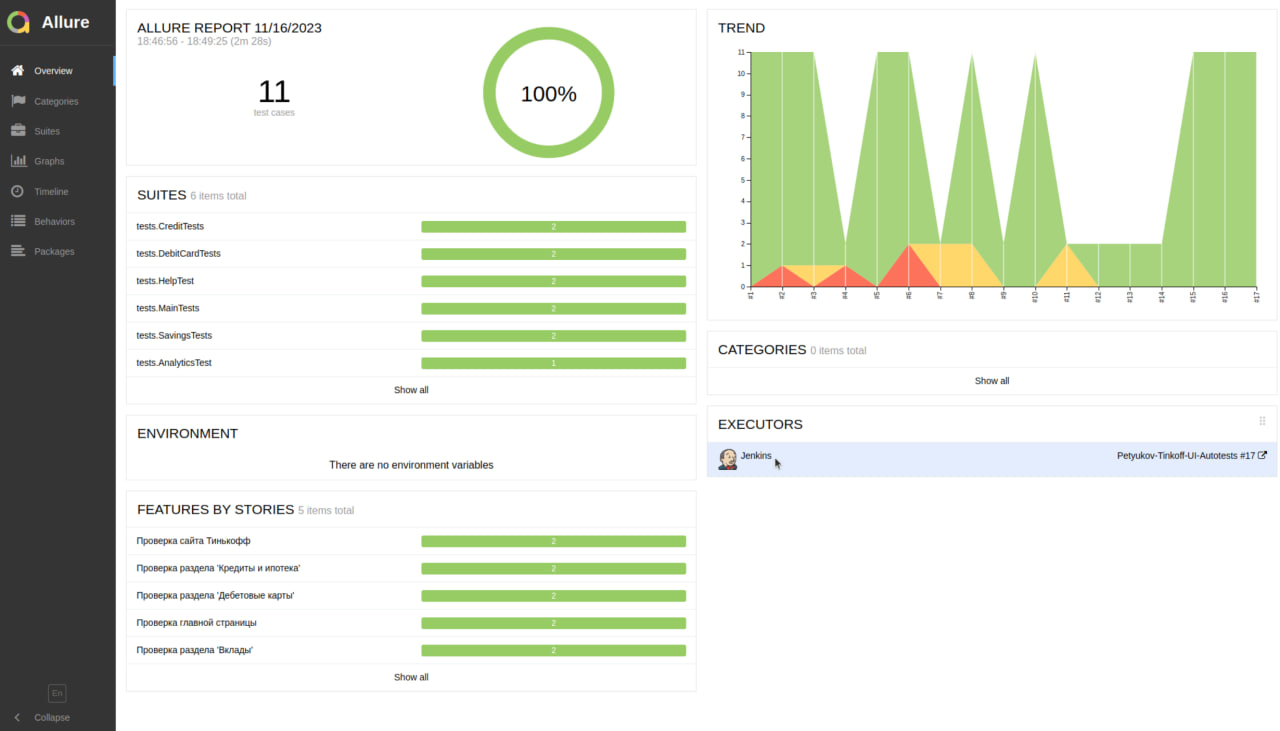 Allure
Overview
Categories
Suites
Graphs
Timeline
Behaviors
Packages
En
Collapse
ALLURE REPORT 11/16/2023
18:46:56 - 18:49:25 (2m 28s)
11
test cases
100%
SUITES 6 items total
tests.CreditTests 2
tests.DebitCardTests 2
tests.HelpTest 2
tests.MainTests 2
tests.SavingsTests 2
tests.AnalyticsTest 1
Show all
ENVIRONMENT
There are no environment variables
FEATURES BY STORIES 5 items total
Проверка сайта Тинькофф 2
Проверка раздела 'Кредиты и ипотека' 2
Проверка раздела 'Дебетовые карты' 2
Проверка главной страницы 2
Проверка раздела 'Вклады' 2
Show all
TREND
11
10
9
8
7
6
5
4
3
2
1
0
#1 #2 #3 #4 #5 #6 #7 #8 #9 #10 #11 #12 #13 #14 #15 #16 #17
CATEGORIES 0 items total
Show all
EXECUTORS
Jenkins Petyukov-Tinkoff-UI-Autotests #17